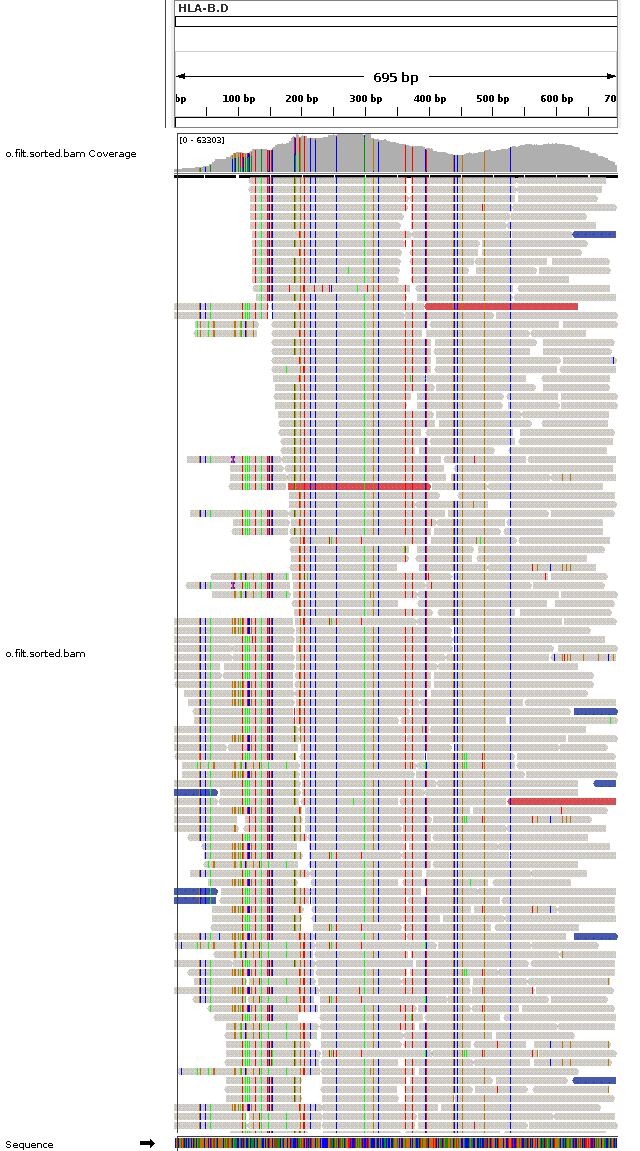 HLA-B.D
695 bp
bp 100 bp 200 bp 300 bp 400 bp 500 bp 600 bp 70
[0 - 63303]
o.filt.sorted.bam Coverage
o.filt.sorted.bam
Sequence